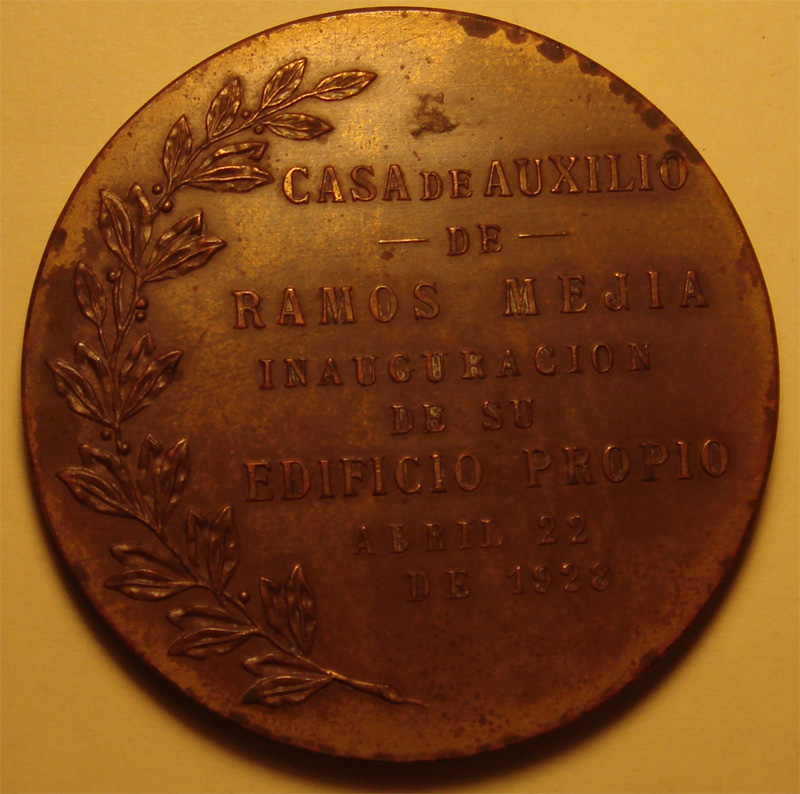 CASA DE AUXILIO
— DE —
RAMOS MEJIA
INAUGURACION
DE SU
EDIFICIO PROPIO
ABRIL 22
DE 1928